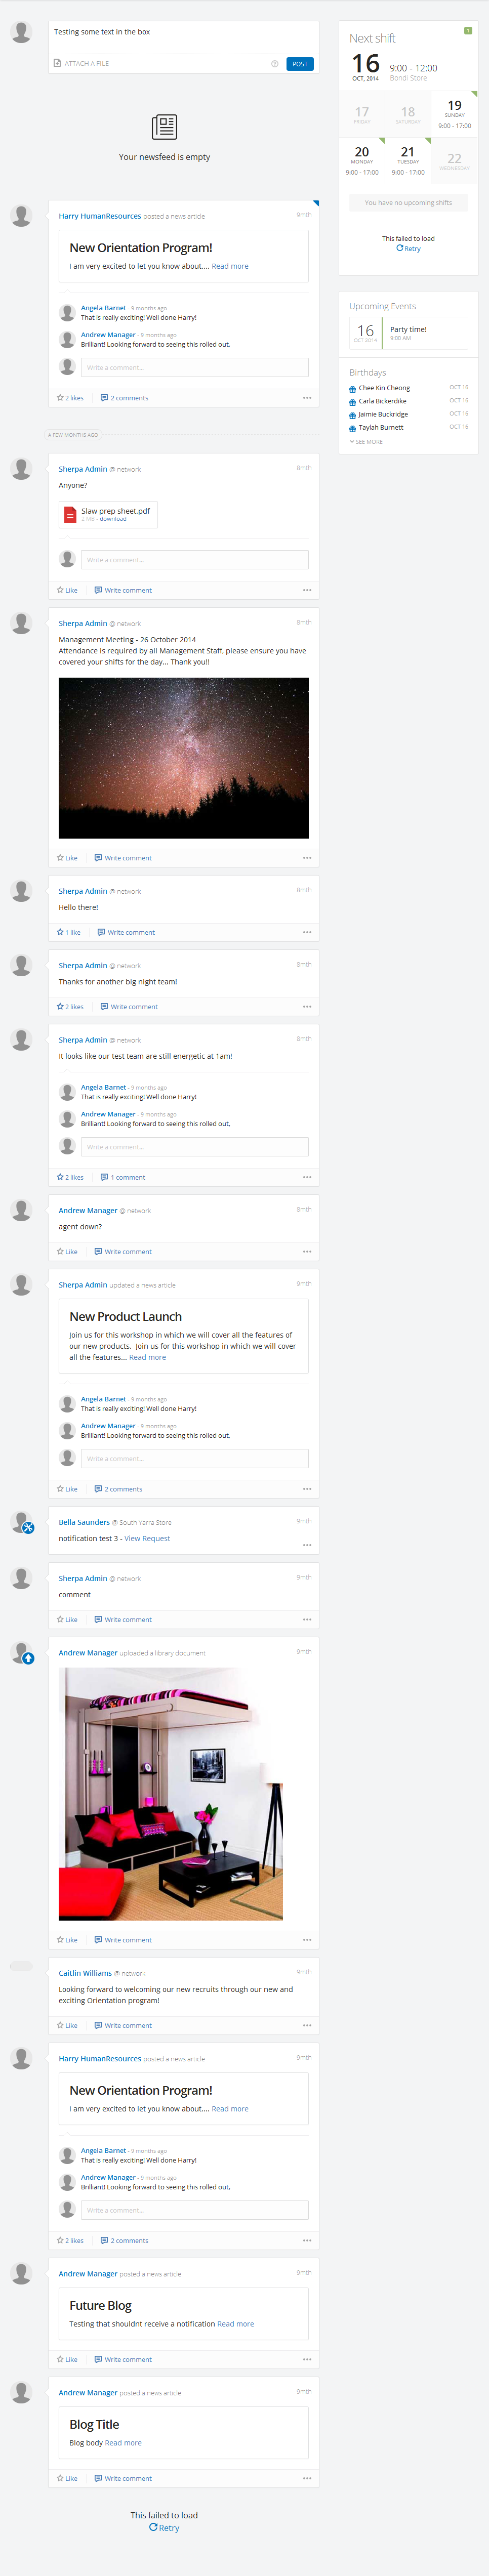 Testing some text in the box
ATTACH A FILE
POST
Your newsfeed is empty
Harry HumanResources posted a news article
9mth
New Orientation Program!
I am very excited to let you know about.... Read more
Angela Barnet - 9 months ago
That is really exciting! Well done Harry!
Andrew Manager - 9 months ago
Brilliant! Looking forward to seeing this rolled out.
Write a comment...
2 likes
2 comments
A FEW MONTHS AGO
Sherpa Admin @ network
8mth
Anyone?
Slaw prep sheet.pdf
2 MB - download
Write a comment...
Like
Write comment
Sherpa Admin @ network
8mth
Management Meeting - 26 October 2014
Attendance is required by all Management Staff. please ensure you have
covered your shifts for the day... Thank you!!
Like
Write comment
Sherpa Admin @ network
8mth
Hello there!
1 like
Write comment
Sherpa Admin @ network
8mth
Thanks for another big night team!
2 likes
Write comment
Sherpa Admin @ network
8mth
It looks like our test team are still energetic at 1am!
Angela Barnet - 9 months ago
That is really exciting! Well done Harry!
Andrew Manager - 9 months ago
Brilliant! Looking forward to seeing this rolled out.
Write a comment...
2 likes
1 comment
Andrew Manager @ network
9mth
agent down?
Like
Write comment
Sherpa Admin updated a news article
9mth
New Product Launch
Join us for this workshop in which we will cover all the features of
our new products. Join us for this workshop in which we will cover
all the features... Read more
Angela Barnet - 9 months ago
That is really exciting! Well done Harry!
Andrew Manager - 9 months ago
Brilliant! Looking forward to seeing this rolled out.
Write a comment...
Like
2 comments
Bella Saunders @ South Yarra Store
9mth
notification test 3 - View Request
Sherpa Admin @ network
9mth
comment
Like
Write comment
Andrew Manager uploaded a library document
9mth
Like
Write comment
Caitlin Williams @ network
9mth
Looking forward to welcoming our new recruits through our new and
exciting Orientation program!
Like
Write comment
Harry HumanResources posted a news article
9mth
New Orientation Program!
I am very excited to let you know about.... Read more
Angela Barnet - 9 months ago
That is really exciting! Well done Harry!
Andrew Manager - 9 months ago
Brilliant! Looking forward to seeing this rolled out.
Write a comment...
2 likes
2 comments
Andrew Manager posted a news article
9mth
Future Blog
Testing that shouldnt receive a notification Read more
Like
Write comment
Andrew Manager posted a news article
9mth
Blog Title
Blog body Read more
Like
Write comment
This failed to load
Retry
Next shift
16
OCT, 2014
9:00 - 12:00
Bondi Store
17
FRIDAY
18
SATURDAY
19
SUNDAY
9:00 - 17:00
20
MONDAY
9:00 - 17:00
21
TUESDAY
9:00 - 17:00
22
WEDNESDAY
You have no upcoming shifts
This failed to load
Retry
Upcoming Events
16
OCT 2014
Party time!
9:00 AM
Birthdays
Chee Kin Cheong
OCT 16
Carla Bickerdike
OCT 16
Jaimie Buckridge
OCT 16
Taylah Burnett
OCT 16
SEE MORE